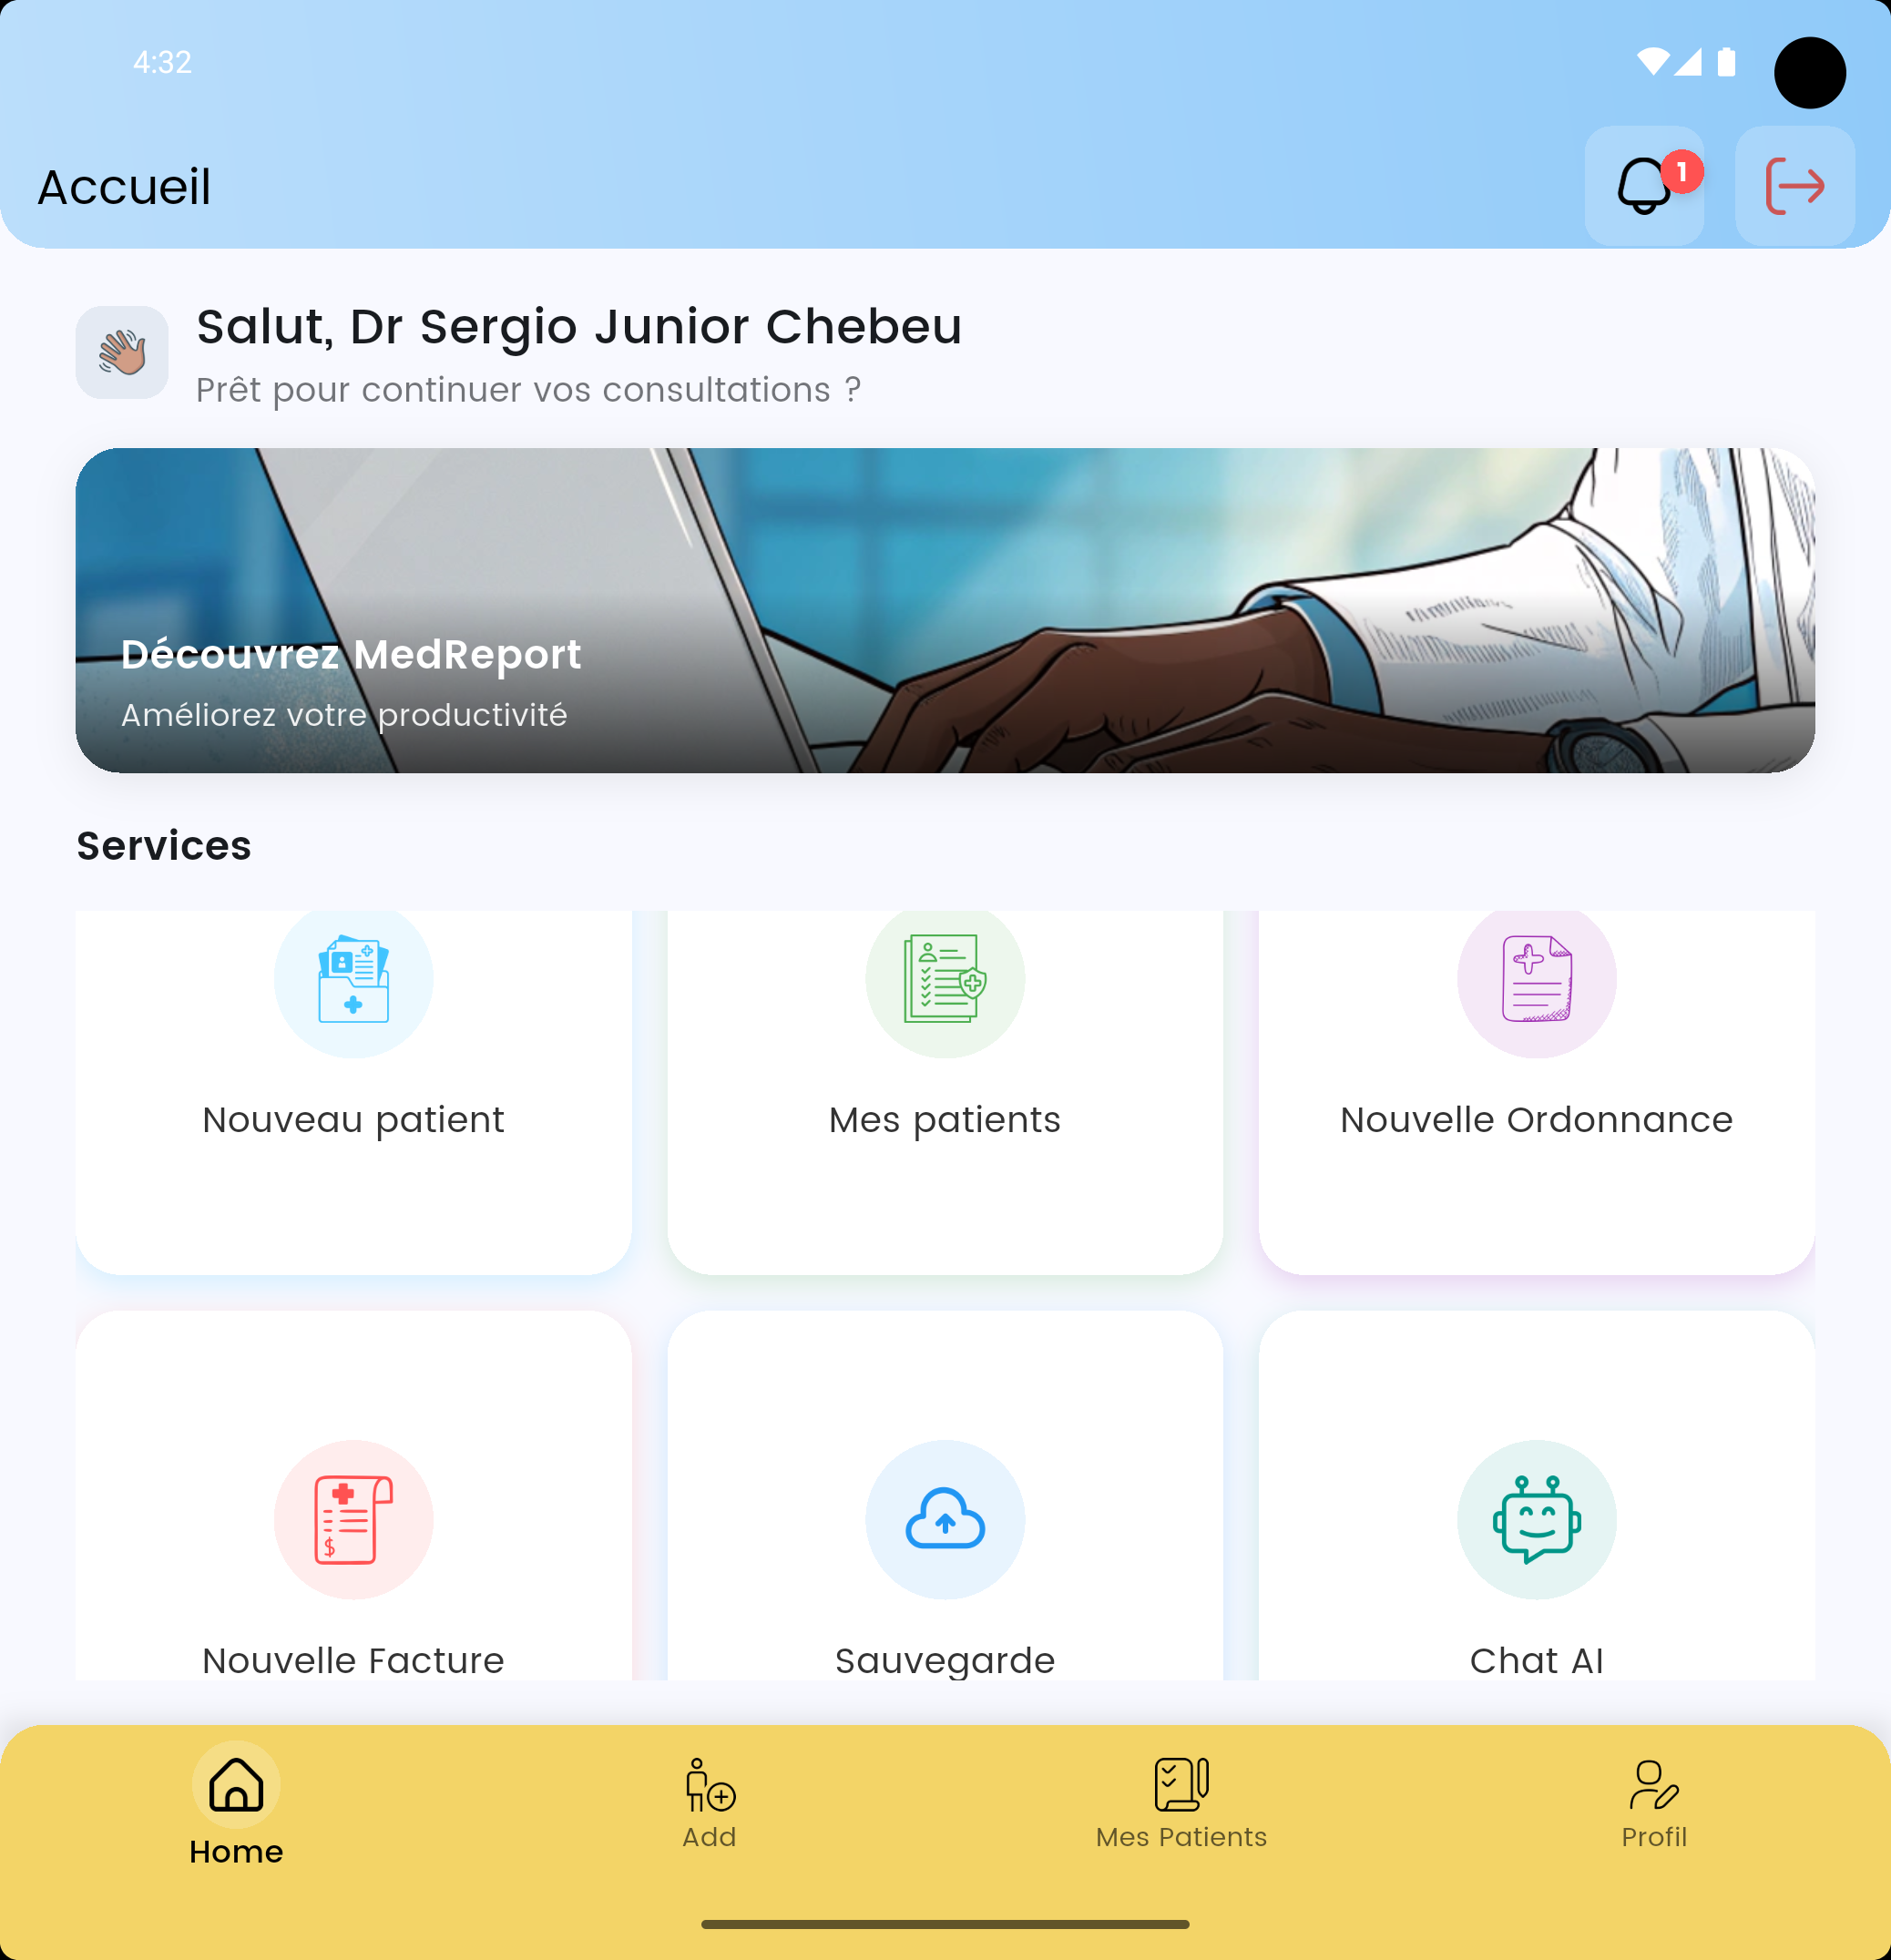 4:32
Accueil
1
Salut, Dr Sergio Junior Chebeu
Prêt pour continuer vos consultations ?
Découvrez MedReport
Améliorez votre productivité
Services
Nouveau patient
Mes patients
Nouvelle Ordonnance
$
Nouvelle Facture
Sauvegarde
Chat AI
Home
Add
Mes Patients
Profil